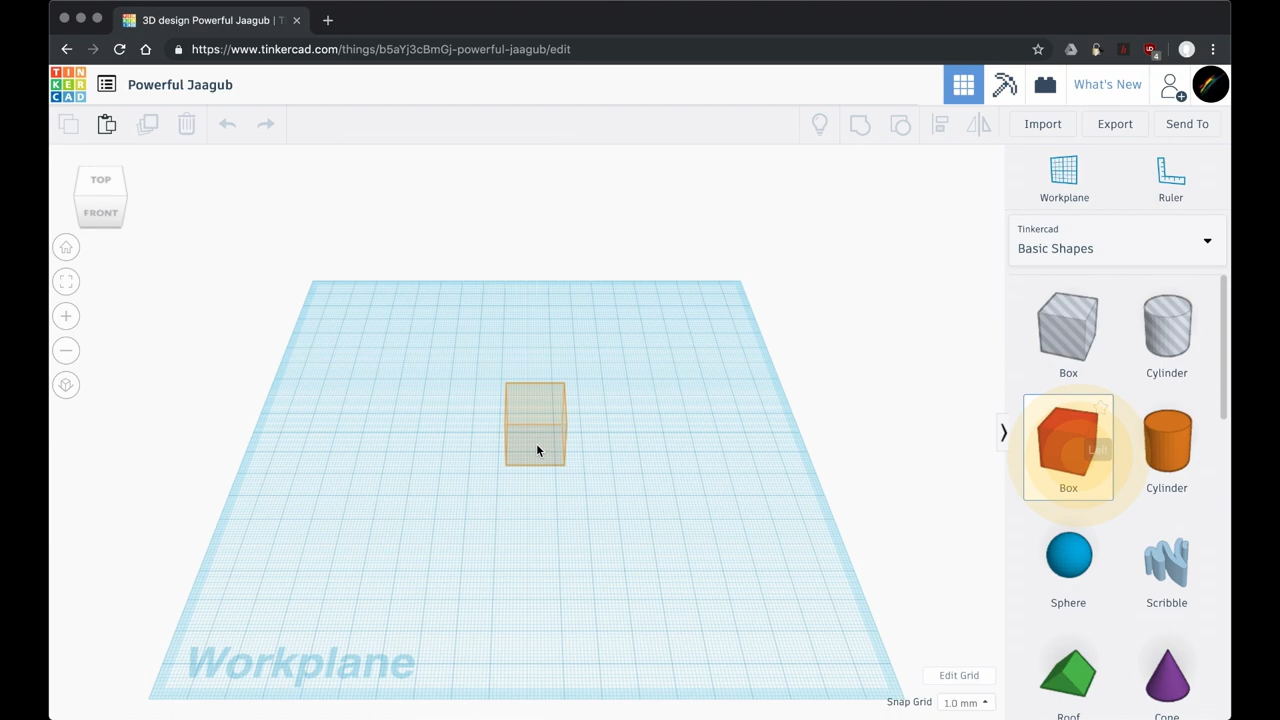 3D design Powerful Jaagub | T
https://www.tinkercad.com/things/b5aYj3cBmGj-powerful-jaagub/edit
4
TIN
KER
CAD
Powerful Jaagub
What's New
Import
Export
Send To
TOP
FRONT
Workplane
Ruler
Tinkercad
Basic Shapes
Box
Cylinder
Left
Box
Cylinder
Sphere
Scribble
Roof
Cone
Workplane
Edit Grid
Snap Grid
1.0 mm